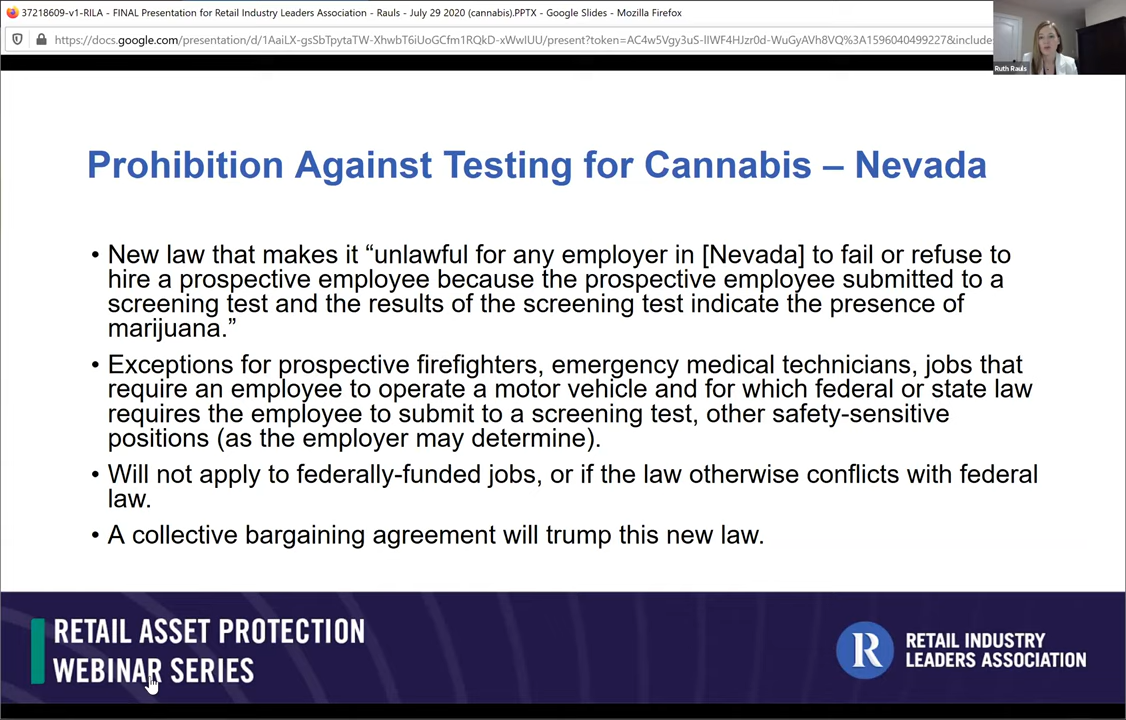 37218609-v1-RILA - FINAL Presentation for Retail Industry Leaders Association - Rauls - July 29 2020 (cannabis).PPTX - Google Slides - Mozilla Firefox
https://docs.google.com/presentation/d/1AaiLX-gsSbTpytaTW-XhwbT6iUoGCfm1RQkD-xWwIUU/present?token=AC4w5Vgy3uS-lIWF4HJzr0d-WuGyAVh8VQ%3A1596040499227&include
Ruth Rauls
Prohibition Against Testing for Cannabis – Nevada
• New law that makes it “unlawful for any employer in [Nevada] to fail or refuse to
hire a prospective employee because the prospective employee submitted to a
screening test and the results of the screening test indicate the presence of
marijuana.”
• Exceptions for prospective firefighters, emergency medical technicians, jobs that
require an employee to operate a motor vehicle and for which federal or state law
requires the employee to submit to a screening test, other safety-sensitive
positions (as the employer may determine).
• Will not apply to federally-funded jobs, or if the law otherwise conflicts with federal
law.
• A collective bargaining agreement will trump this new law.
RETAIL ASSET PROTECTION
WEBINAR SERIES
R
RETAIL INDUSTRY
LEADERS ASSOCIATION